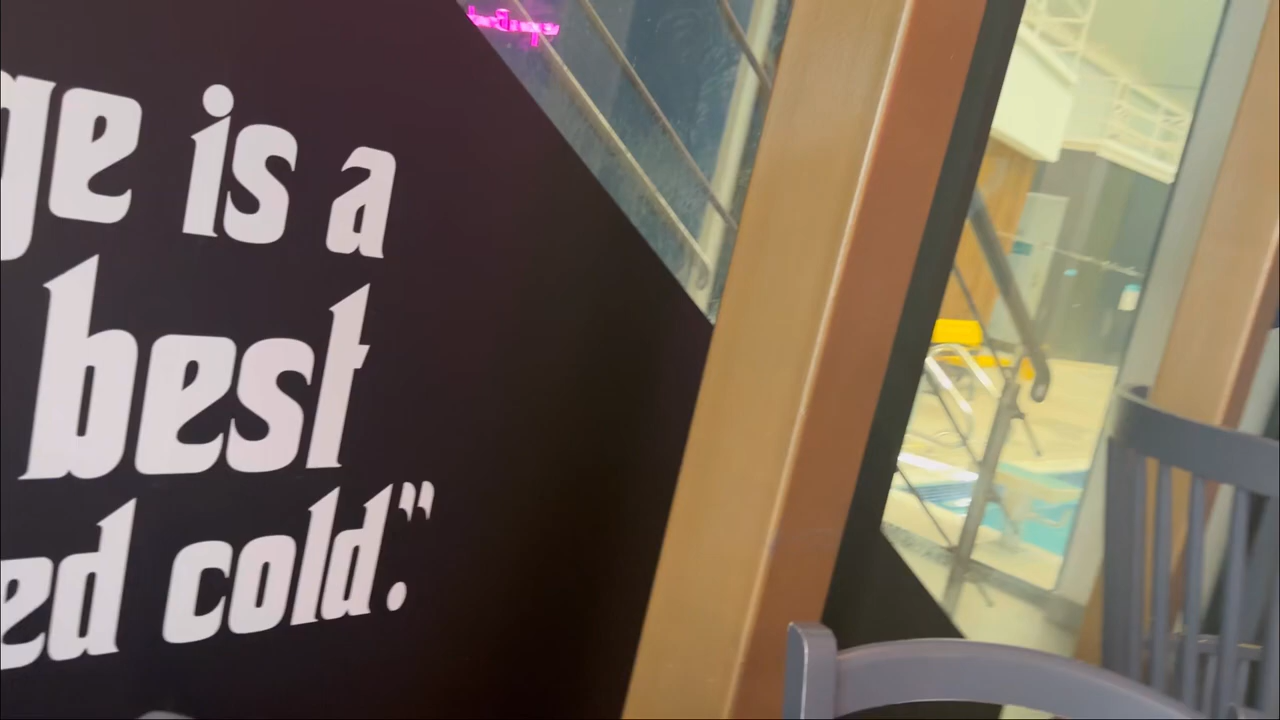 ge is a
best
ed cold.”